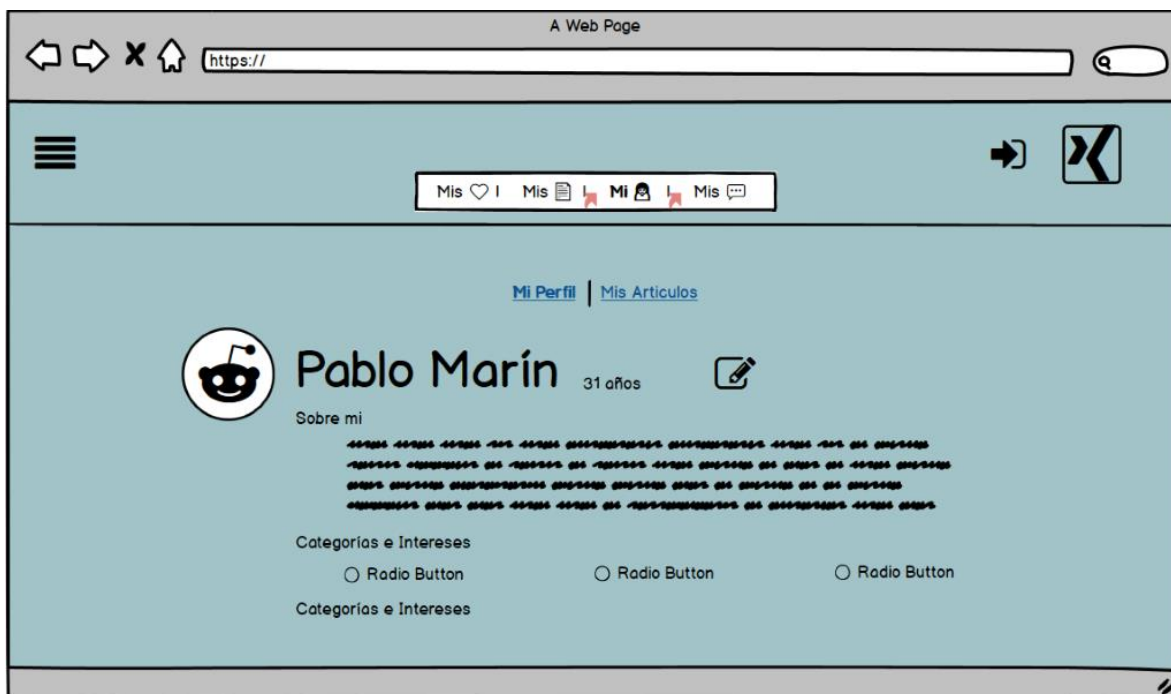 A Web Page
https://
Mis I Mis I Mi I Mis
Mi Perfil Mis Articulos
Pablo Marín 31 años
Sobre mi
Categorías e Intereses
Radio Button Radio Button Radio Button
Categorías e Intereses